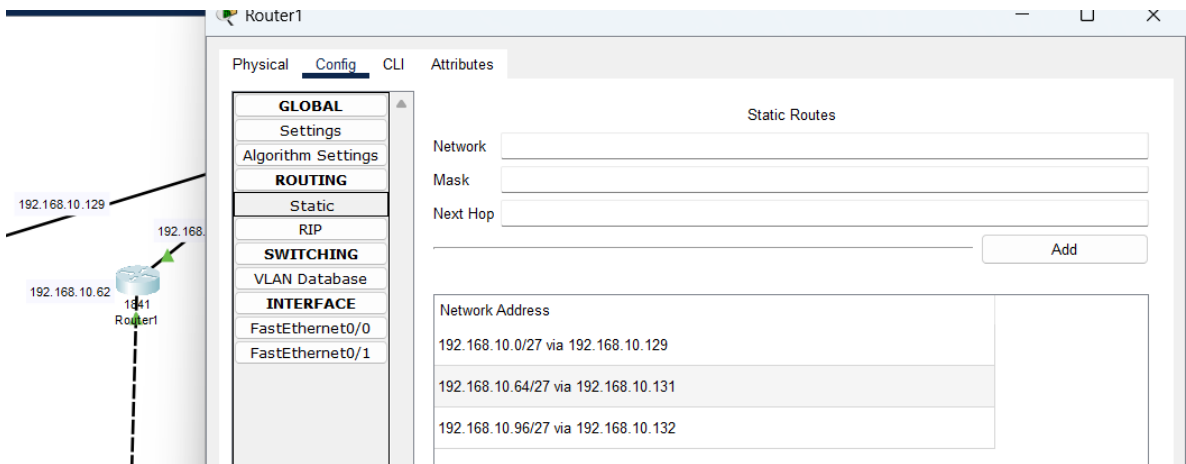 Router1
Physical Config CLI Attributes
GLOBAL
Settings
Algorithm Settings
ROUTING
Static
RIP
SWITCHING
VLAN Database
INTERFACE
FastEthernet0/0
FastEthernet0/1
Static Routes
Network
Mask
Next Hop
Add
Network Address
192.168.10.0/27 via 192.168.10.129
192.168.10.64/27 via 192.168.10.131
192.168.10.96/27 via 192.168.10.132
192.168.10.129
192.168.
192.168.10.62
1841
Router1